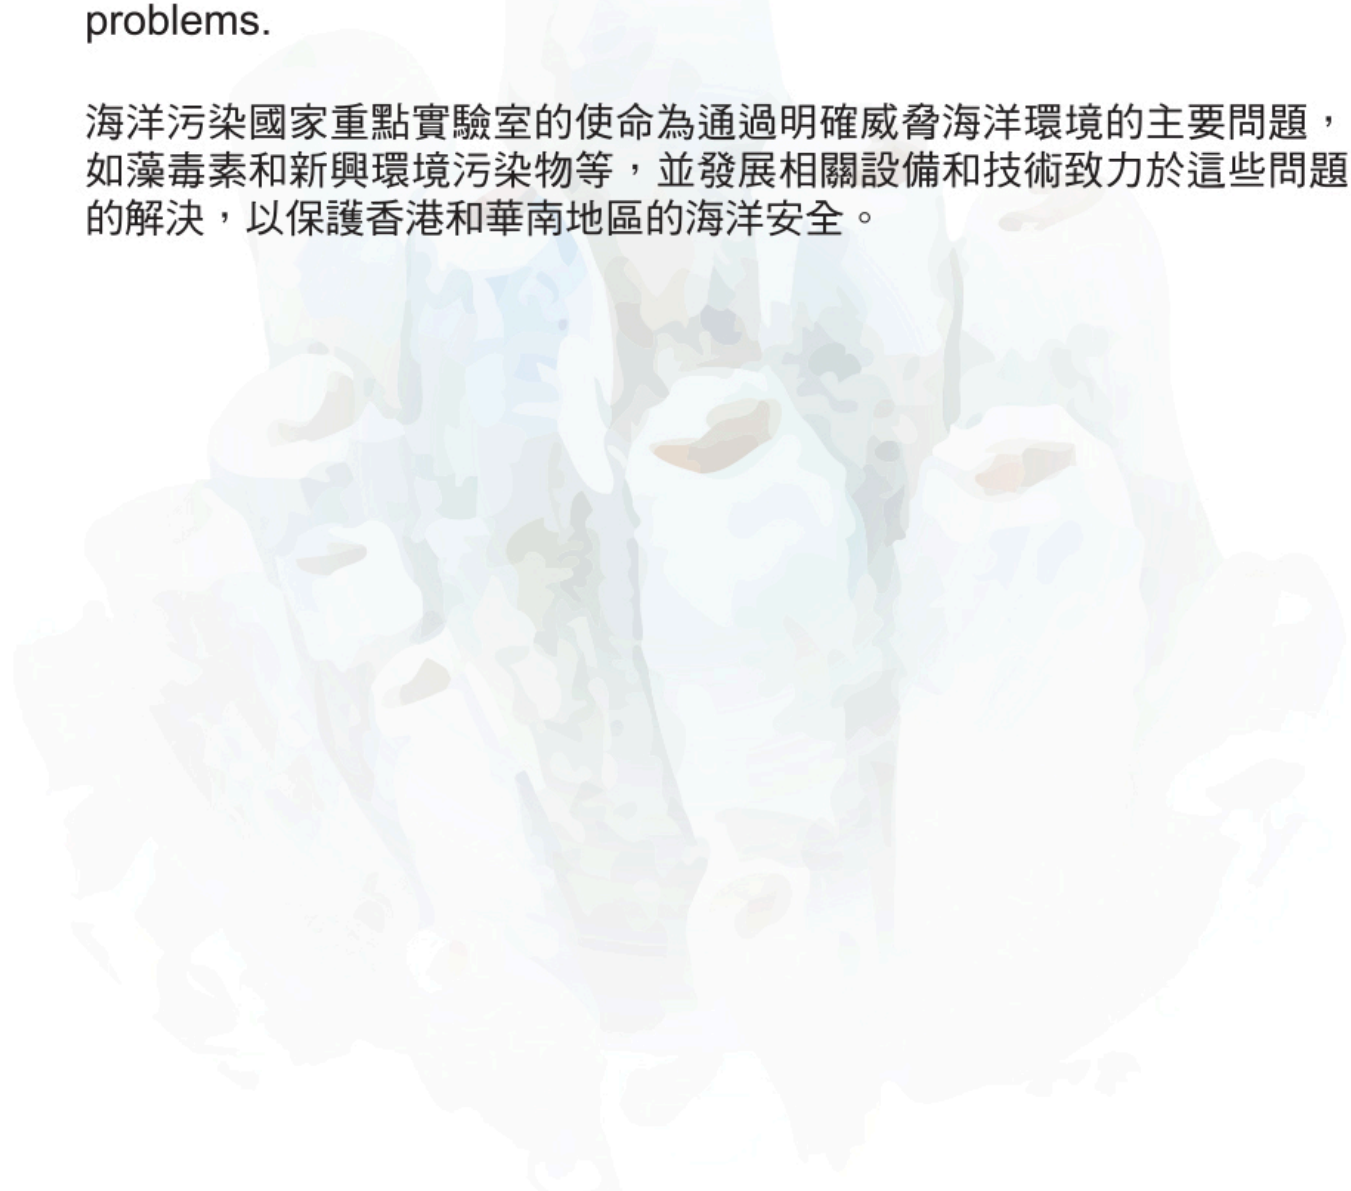 problems.
海洋污染國家重點實驗室的使命為通過明確威脅海洋環境的主要問題，
如藻毒素和新興環境污染物等，並發展相關設備和技術致力於這些問題
的解決，以保護香港和華南地區的海洋安全。